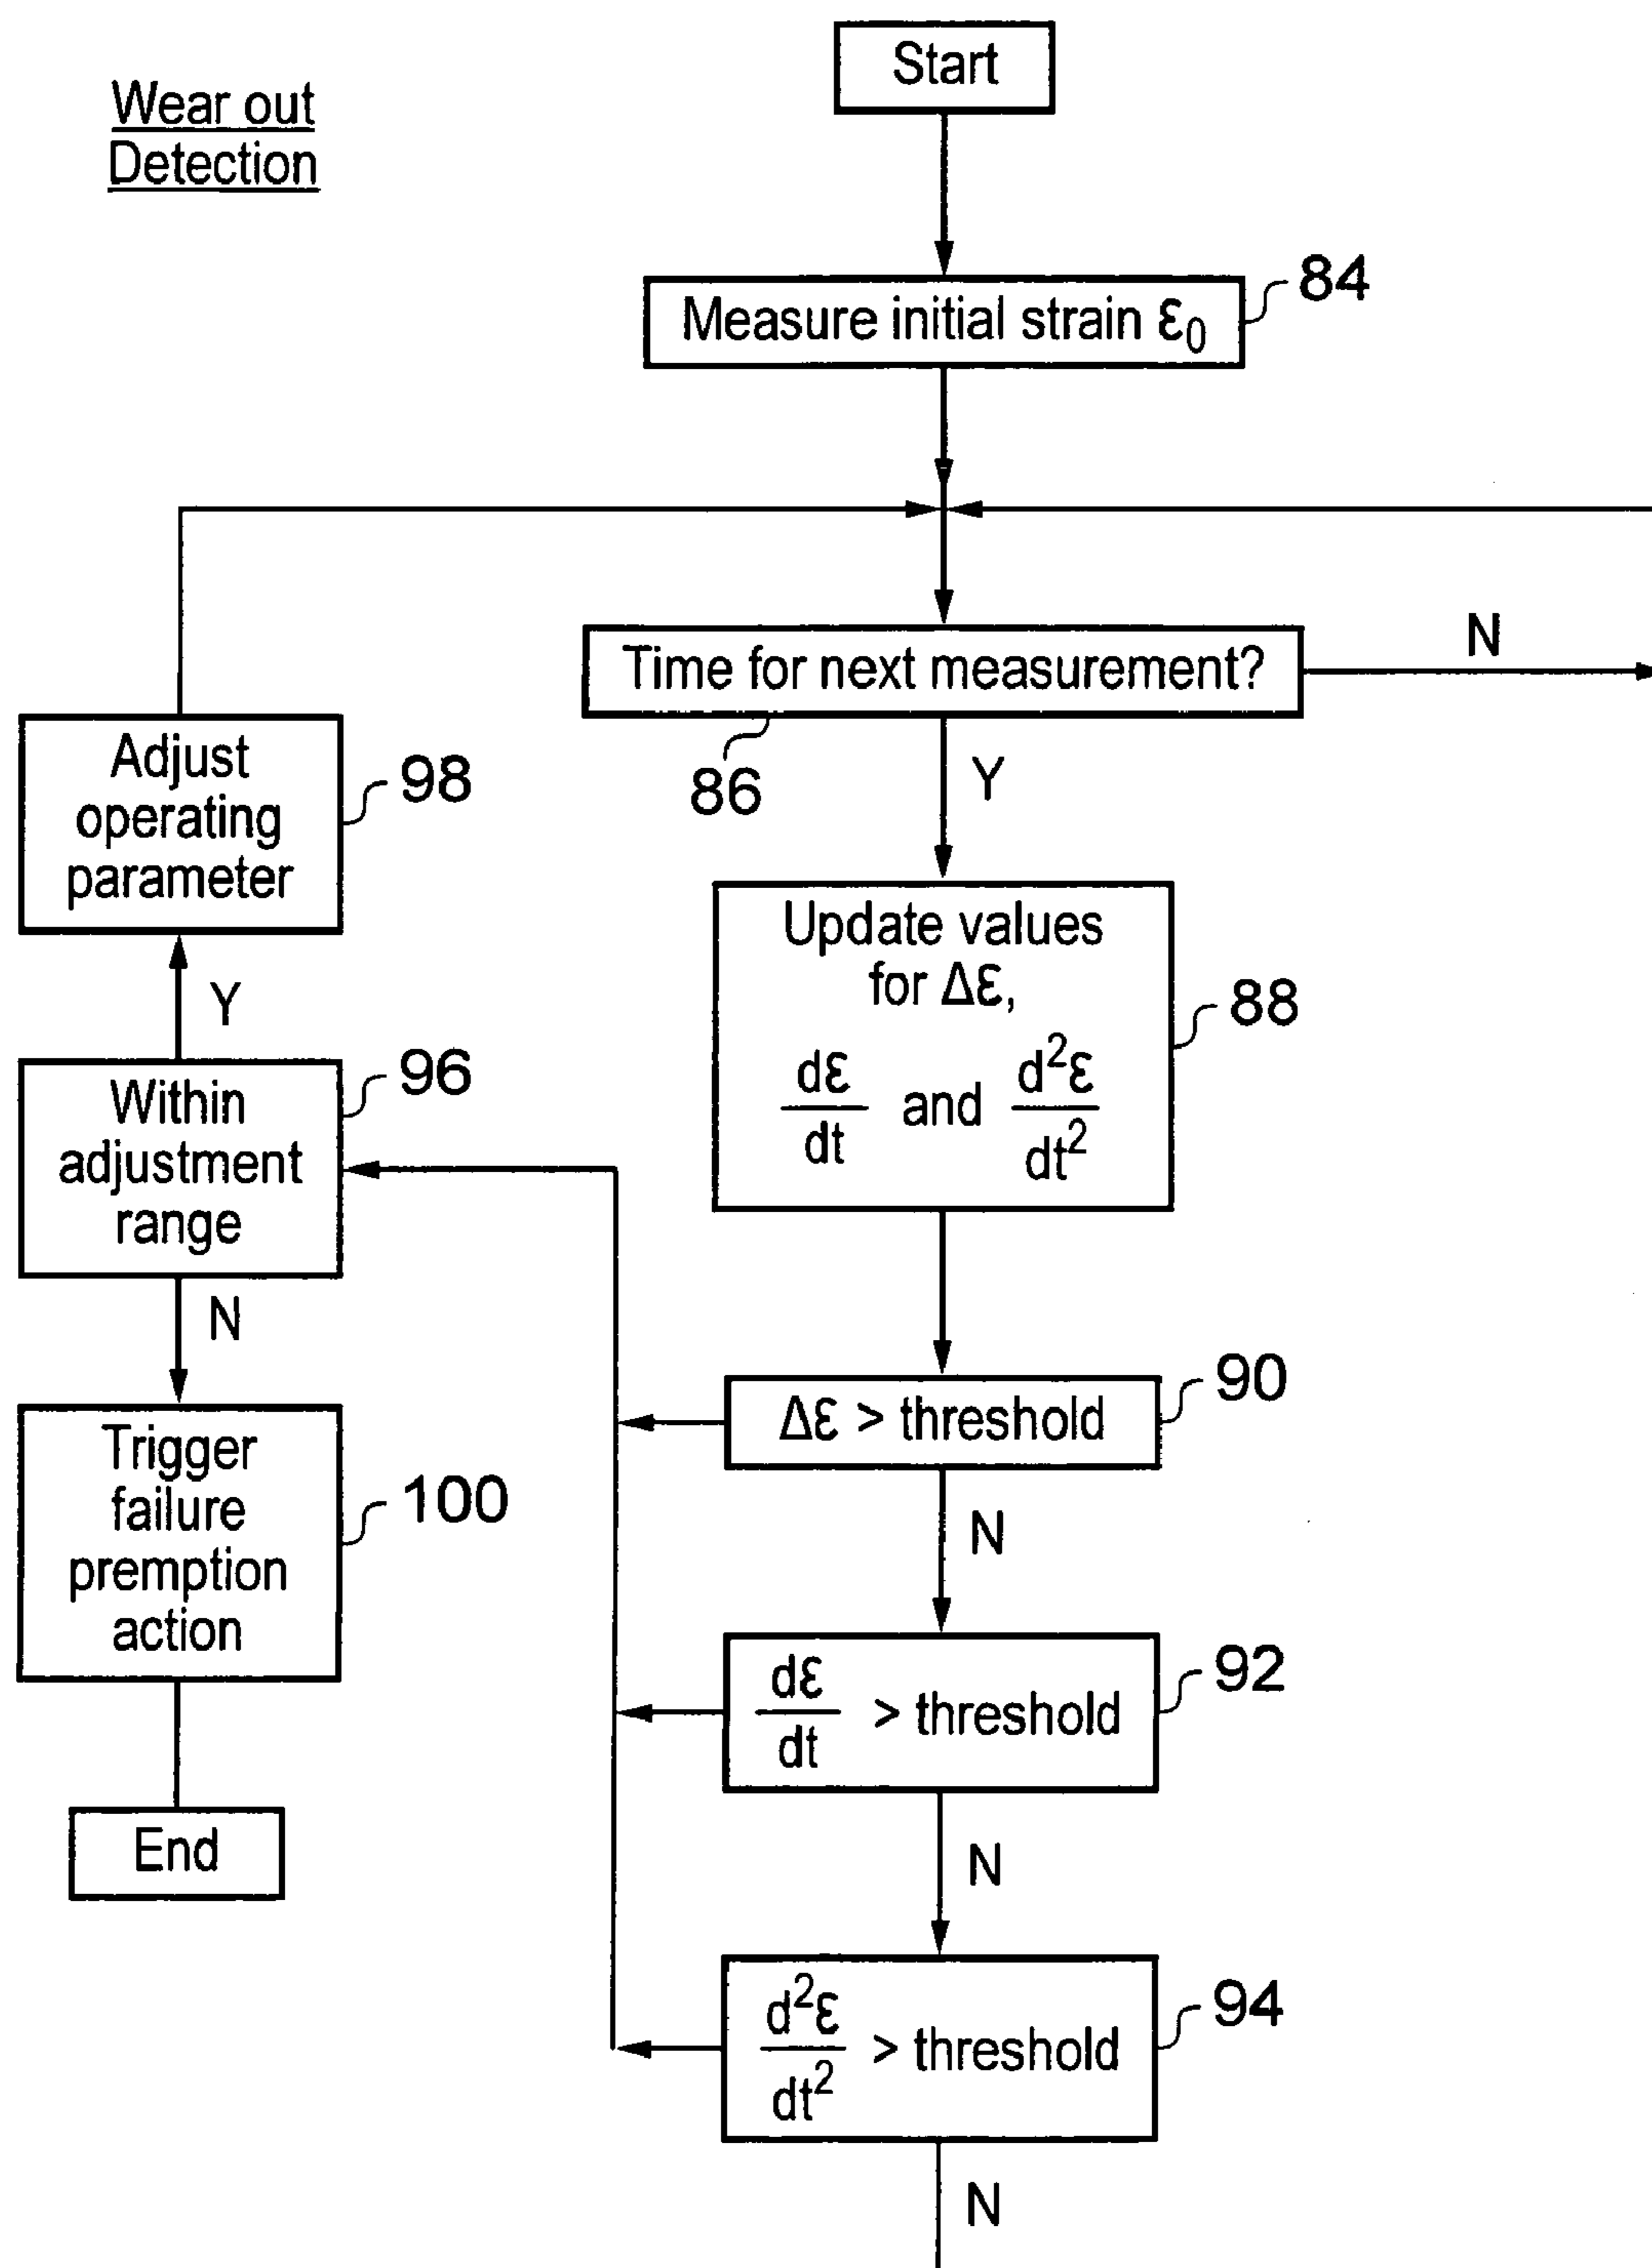 Wear out
Detection
Start
Measure initial strain ε₀
84
Time for next measurement?
N
86
Y
Update values
for Δε,
dε/dt and d²ε/dt²
88
Δε > threshold
90
N
dε/dt > threshold
92
N
d²ε/dt² > threshold
94
N
Within
adjustment
range
96
Y
Adjust
operating
parameter
98
N
Trigger
failure
premption
action
100
End